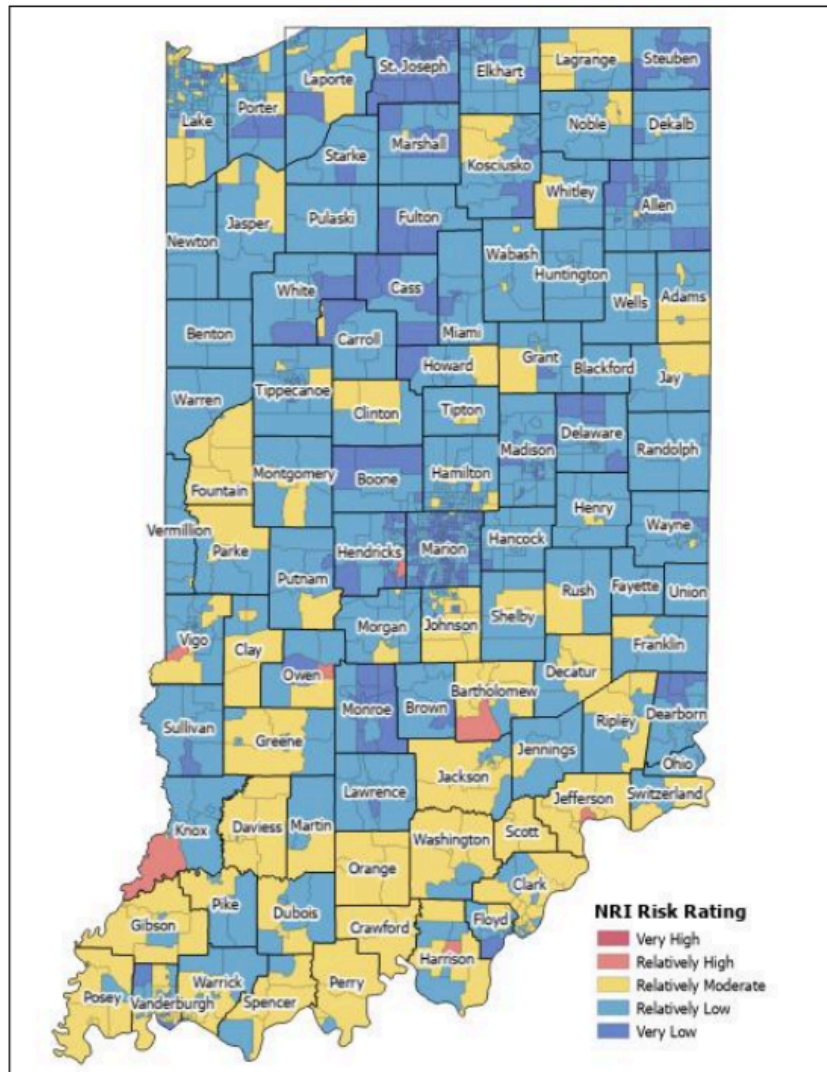 St. Joseph
Lagrange
Steuben
Laporte
Elkhart
Porter
Lake
Noble
Dekalb
Marshall
Starke
Kosciusko
Whitley
Allen
Jasper
Pulaski
Fulton
Newton
Wabash
Huntington
White
Cass
Wells
Adams
Benton
Carroll
Miami
Howard
Grant
Blackford
Jay
Tippecanoe
Warren
Clinton
Tipton
Delaware
Madison
Randolph
Montgomery
Boone
Hamilton
Fountain
Henry
Vermillion
Wayne
Parke
Hendricks
Marion
Hancock
Putnam
Rush
Fayette
Union
Shelby
Johnson
Morgan
Vigo
Clay
Franklin
Owen
Decatur
Bartholomew
Brown
Monroe
Sullivan
Ripley
Dearborn
Greene
Jennings
Ohio
Jackson
Lawrence
Jefferson
Switzerland
Knox
Daviess
Martin
Washington
Scott
Orange
Clark
Pike
Dubois
Gibson
Crawford
Floyd
Harrison
Posey
Vanderburgh
Warrick
Spencer
Perry
NRI Risk Rating
Very High
Relatively High
Relatively Moderate
Relatively Low
Very Low